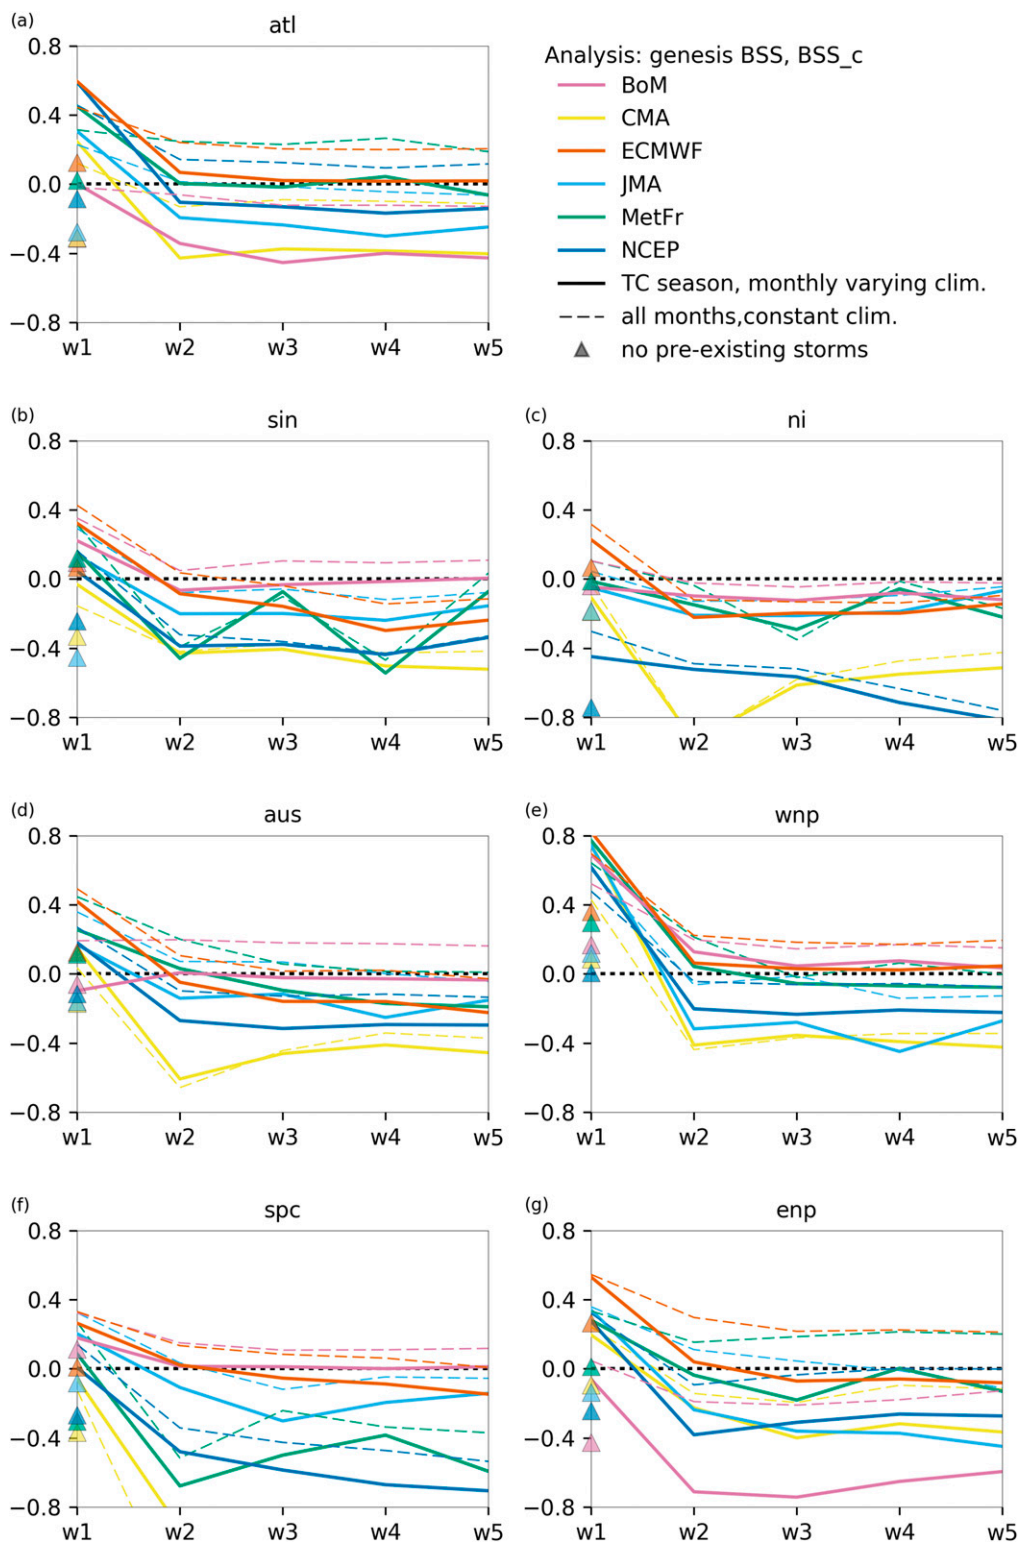 (a)
atl
0.8
0.4
0.0
−0.4
−0.8
w1 w2 w3 w4 w5
Analysis: genesis BSS, BSS_c
BoM
CMA
ECMWF
JMA
MetFr
NCEP
TC season, monthly varying clim.
all months,constant clim.
no pre-existing storms
(b)
sin
0.8
0.4
0.0
−0.4
−0.8
w1 w2 w3 w4 w5
(c)
ni
0.8
0.4
0.0
−0.4
−0.8
w1 w2 w3 w4 w5
(d)
aus
0.8
0.4
0.0
−0.4
−0.8
w1 w2 w3 w4 w5
(e)
wnp
0.8
0.4
0.0
−0.4
−0.8
w1 w2 w3 w4 w5
(f)
spc
0.8
0.4
0.0
−0.4
−0.8
w1 w2 w3 w4 w5
(g)
enp
0.8
0.4
0.0
−0.4
−0.8
w1 w2 w3 w4 w5